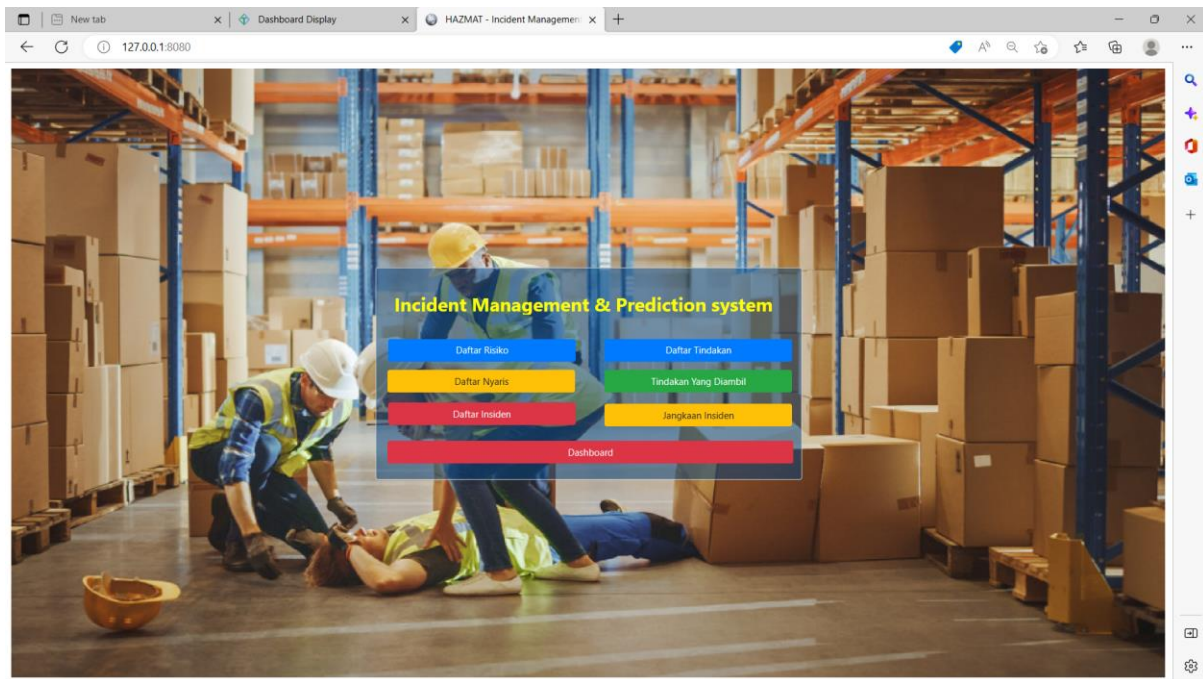 New tab
Dashboard Display
HAZMAT - Incident Management
127.0.0.1:8080
Incident Management & Prediction system
Daftar Risiko
Daftar Tindakan
Daftar Nyaris
Tindakan Yang Diambil
Daftar Insiden
Jangkaan Insiden
Dashboard